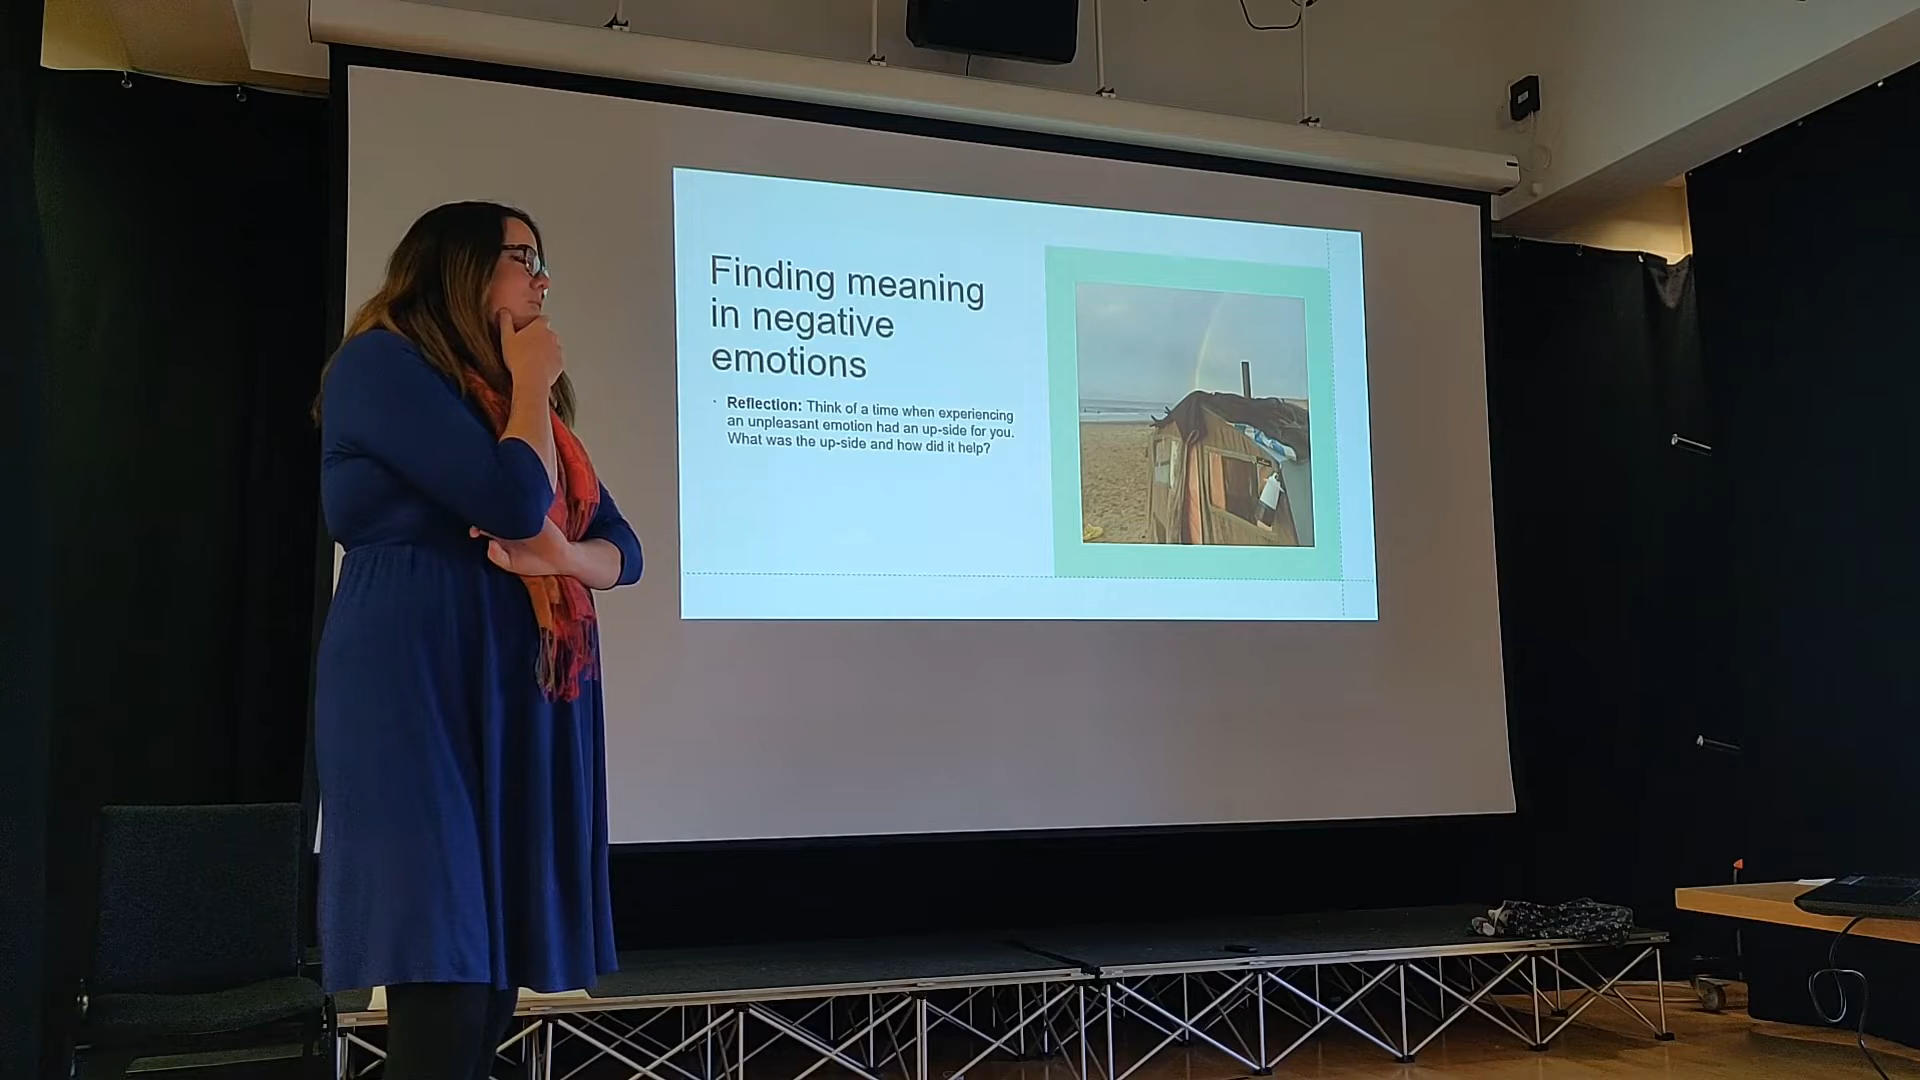 Finding meaning
in negative
emotions
· Reflection: Think of a time when experiencing
an unpleasant emotion had an up-side for you.
What was the up-side and how did it help?